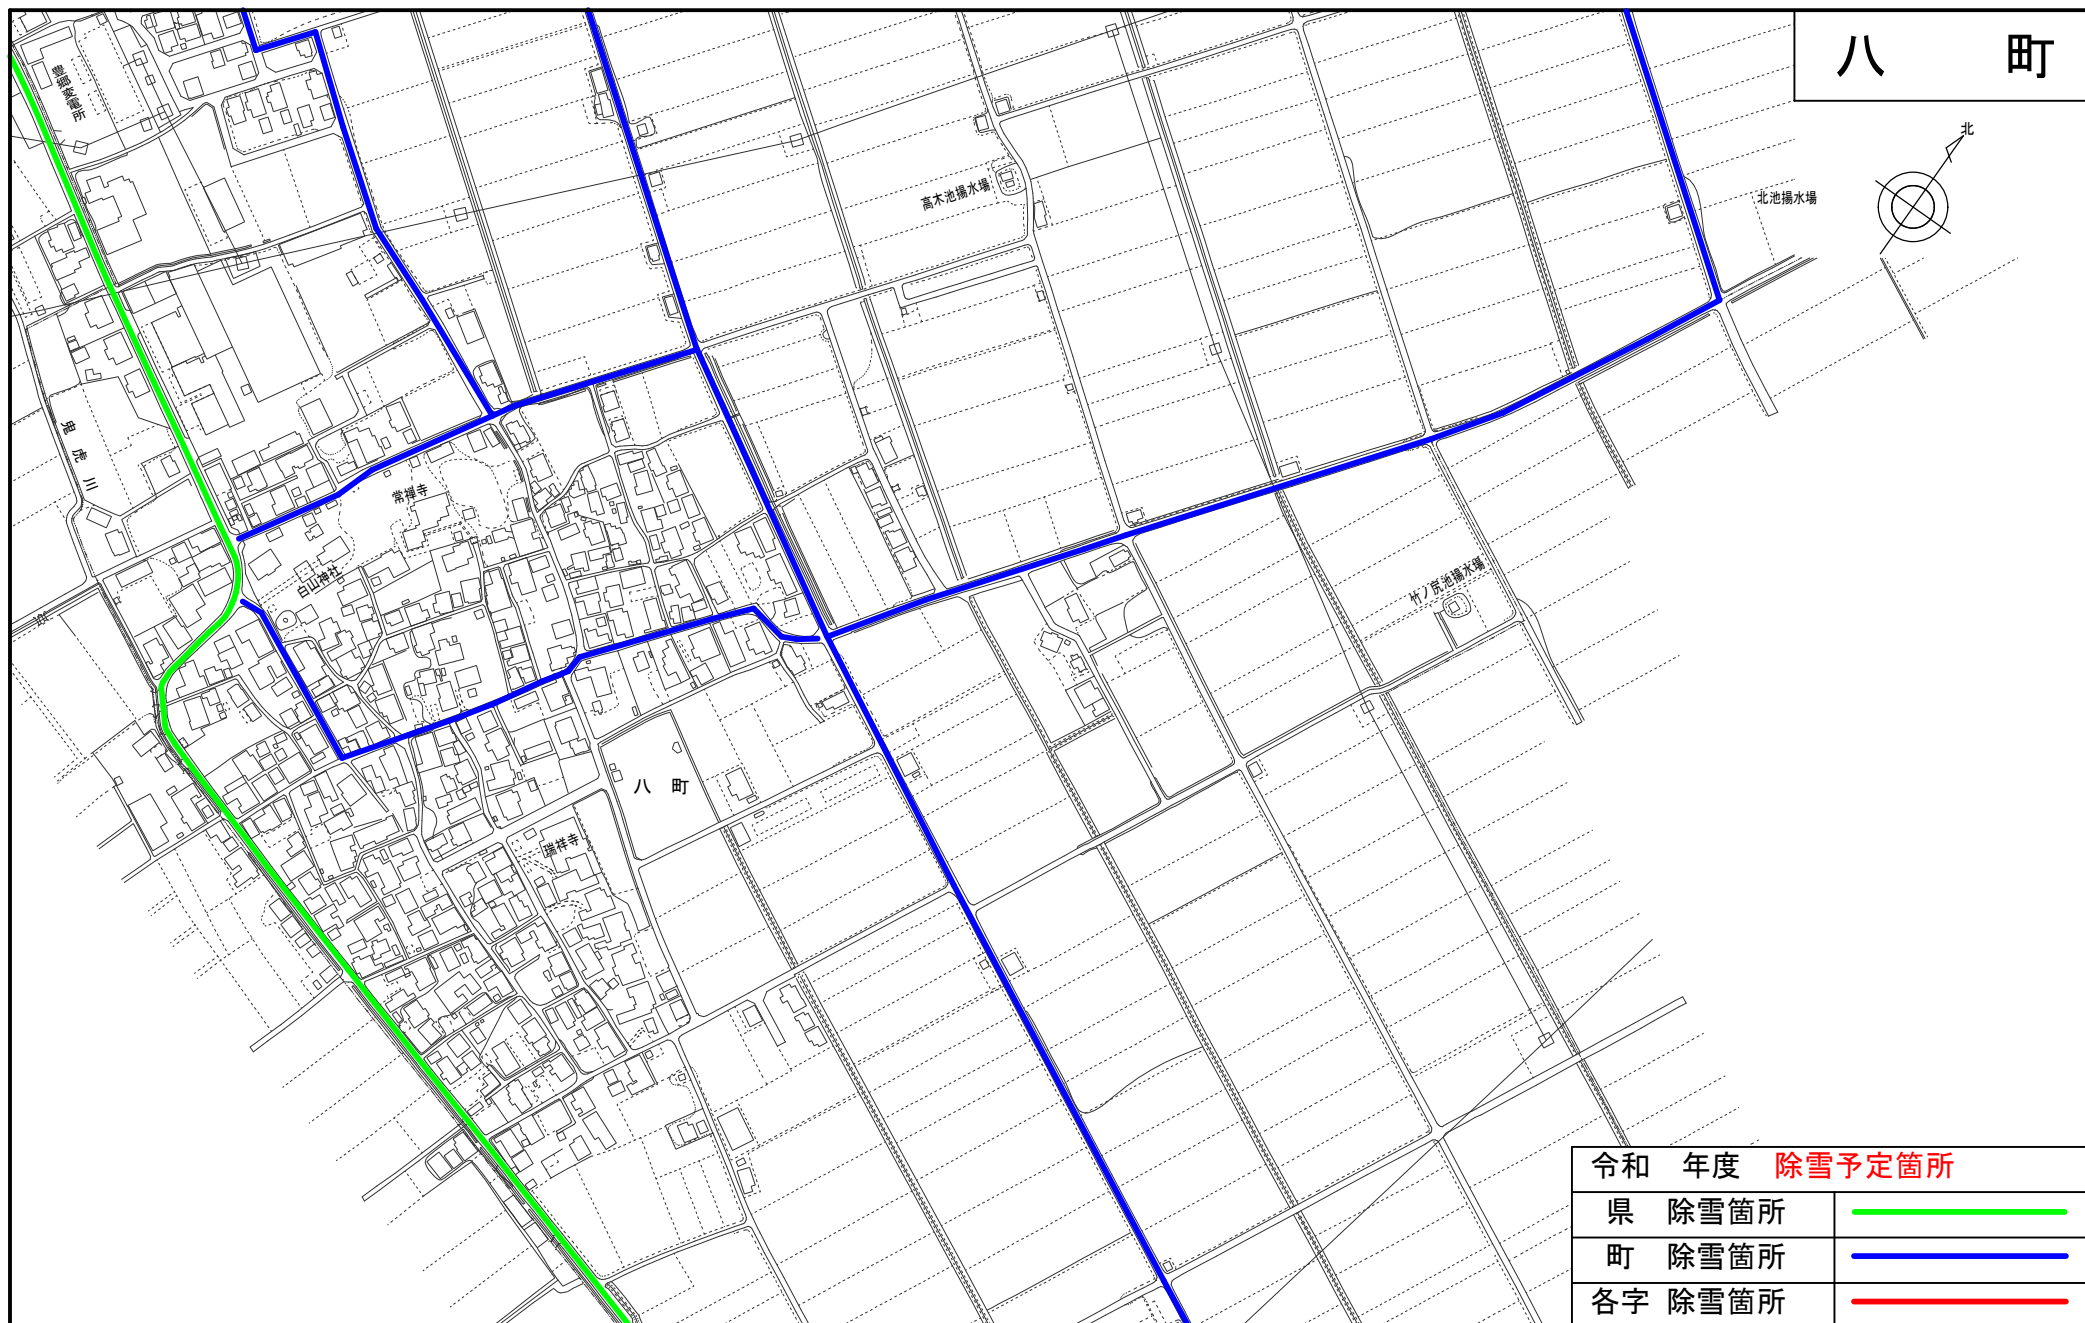 八　町
北
豊郷変電所
高木池揚水場
北池揚水場
鬼虎川
常禅寺
白山神社
竹ノ尻池揚水場
八　町
瑞祥寺
令和　年度　除雪予定箇所
県　除雪箇所
町　除雪箇所
各字 除雪箇所